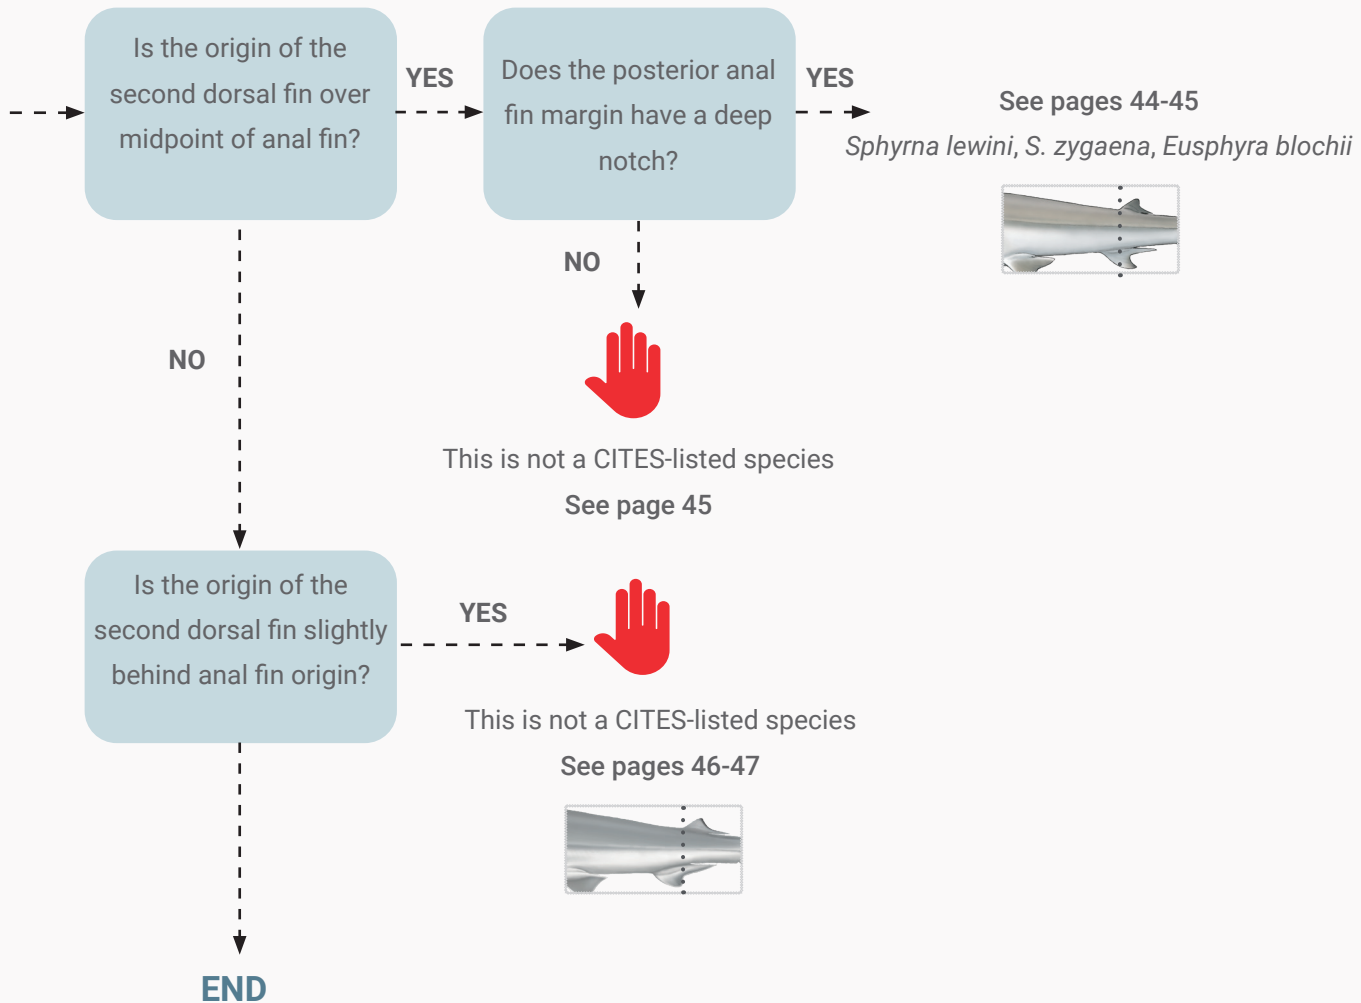 Is the origin of the
second dorsal fin over
midpoint of anal fin?
YES
Does the posterior anal
fin margin have a deep
notch?
YES
See pages 44-45
Sphyrna lewini, S. zygaena, Eusphyra blochii
NO
NO
This is not a CITES-listed species
See page 45
Is the origin of the
second dorsal fin slightly
behind anal fin origin?
YES
This is not a CITES-listed species
See pages 46-47
END